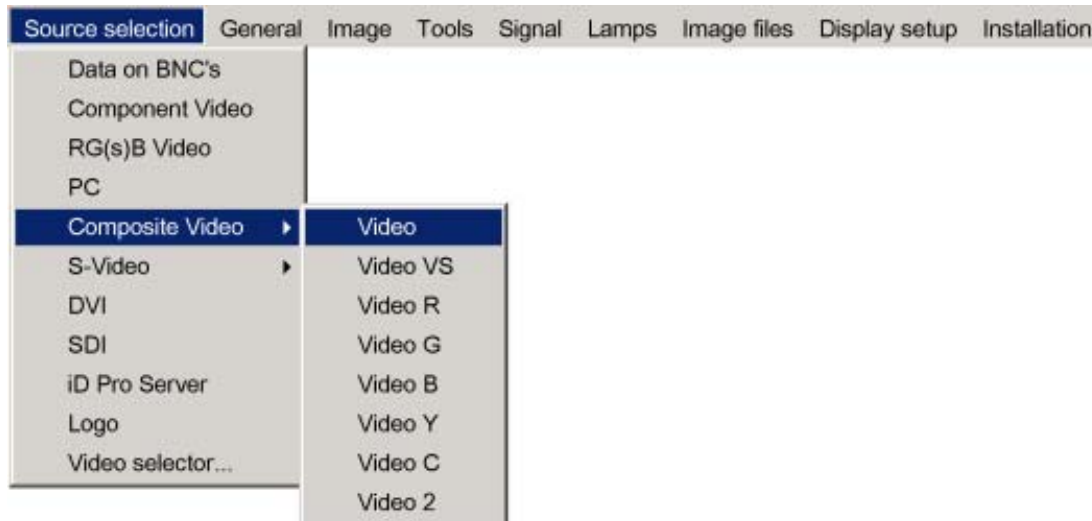 Source selection General Image Tools Signal Lamps Image files Display setup Installation
Data on BNC's
Component Video
RG(s)B Video
PC
Composite Video
S-Video
DVI
SDI
iD Pro Server
Logo
Video selector...
Video
Video VS
Video R
Video G
Video B
Video Y
Video C
Video 2